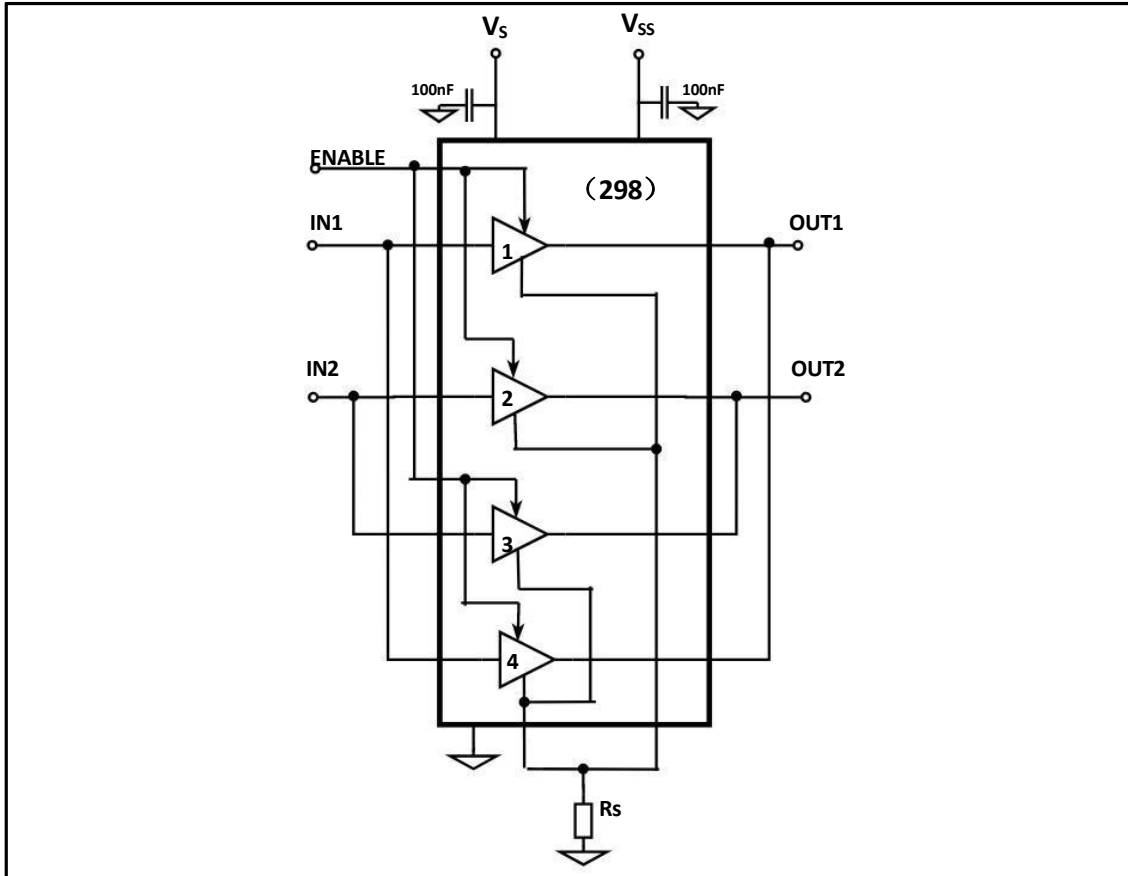 VS
VSS
100nF
100nF
ENABLE
（298）
IN1
OUT1
1
IN2
OUT2
2
3
4
Rs